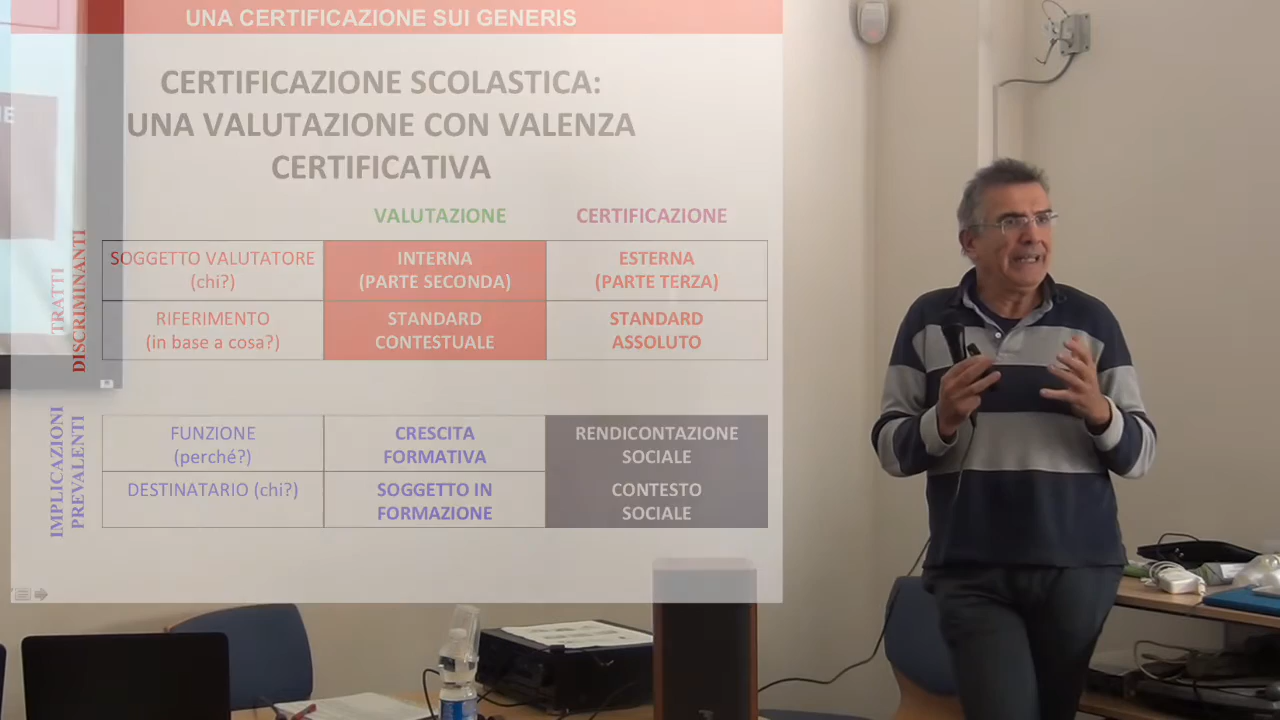 UNA CERTIFICAZIONE SUI GENERIS
CERTIFICAZIONE SCOLASTICA:
UNA VALUTAZIONE CON VALENZA
CERTIFICATIVA
VALUTAZIONE CERTIFICAZIONE
TRATTI
DISCRIMINANTI
SOGGETTO VALUTATORE
(chi?)
INTERNA
(PARTE SECONDA)
ESTERNA
(PARTE TERZA)
RIFERIMENTO
(in base a cosa?)
STANDARD
CONTESTUALE
STANDARD
ASSOLUTO
IMPLICAZIONI
PREVALENTI
FUNZIONE
(perché?)
CRESCITA
FORMATIVA
RENDICONTAZIONE
SOCIALE
DESTINATARIO (chi?)
SOGGETTO IN
FORMAZIONE
CONTESTO
SOCIALE